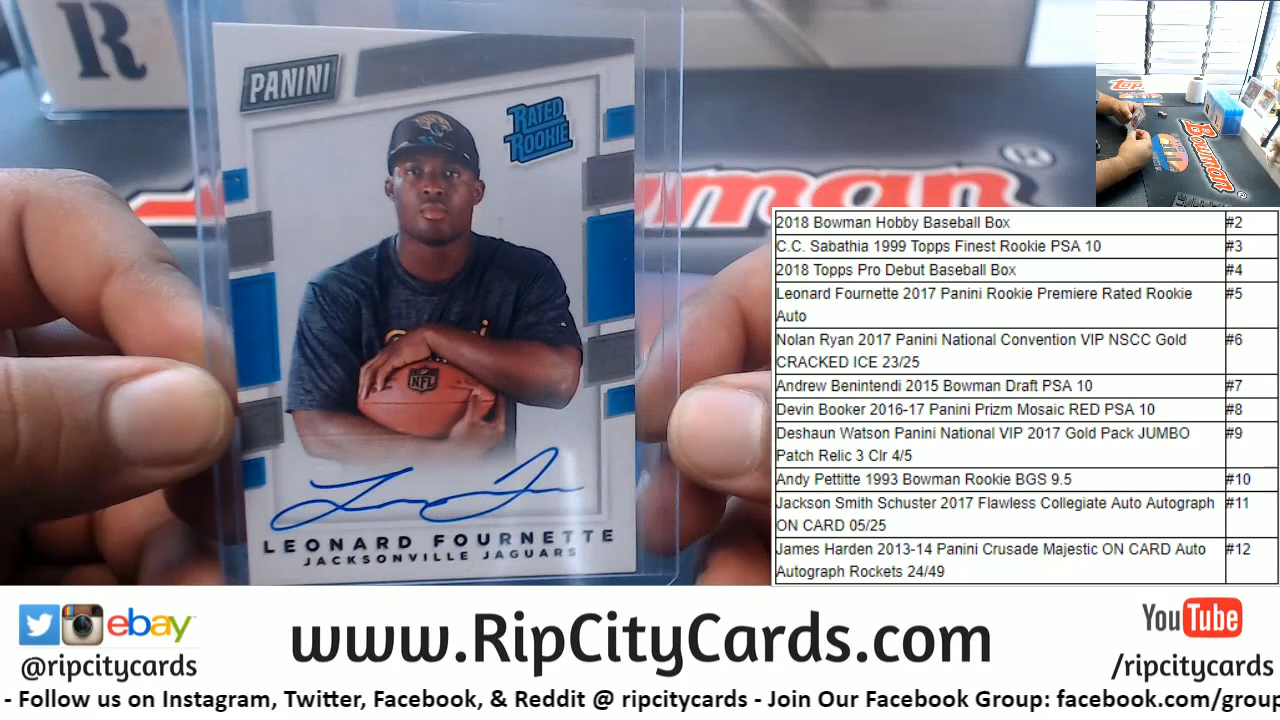 R
PANINI
RATED
ROOKIE
NFL
LEONARD FOURNETTE
JACKSONVILLE JAGUARS
Bowman
2018 Bowman Hobby Baseball Box #2
C.C. Sabathia 1999 Topps Finest Rookie PSA 10 #3
2018 Topps Pro Debut Baseball Box #4
Leonard Fournette 2017 Panini Rookie Premiere Rated Rookie #5
Auto
Nolan Ryan 2017 Panini National Convention VIP NSCC Gold #6
CRACKED ICE 23/25
Andrew Benintendi 2015 Bowman Draft PSA 10 #7
Devin Booker 2016-17 Panini Prizm Mosaic RED PSA 10 #8
Deshaun Watson Panini National VIP 2017 Gold Pack JUMBO #9
Patch Relic 3 Clr 4/5
Andy Pettitte 1993 Bowman Rookie BGS 9.5 #10
Jackson Smith Schuster 2017 Flawless Collegiate Auto Autograph #11
ON CARD 05/25
James Harden 2013-14 Panini Crusade Majestic ON CARD Auto #12
Autograph Rockets 24/49
ebay
@ripcitycards
www.RipCityCards.com
YouTube
/ripcitycards
- Follow us on Instagram, Twitter, Facebook, & Reddit @ ripcitycards - Join Our Facebook Group: facebook.com/group